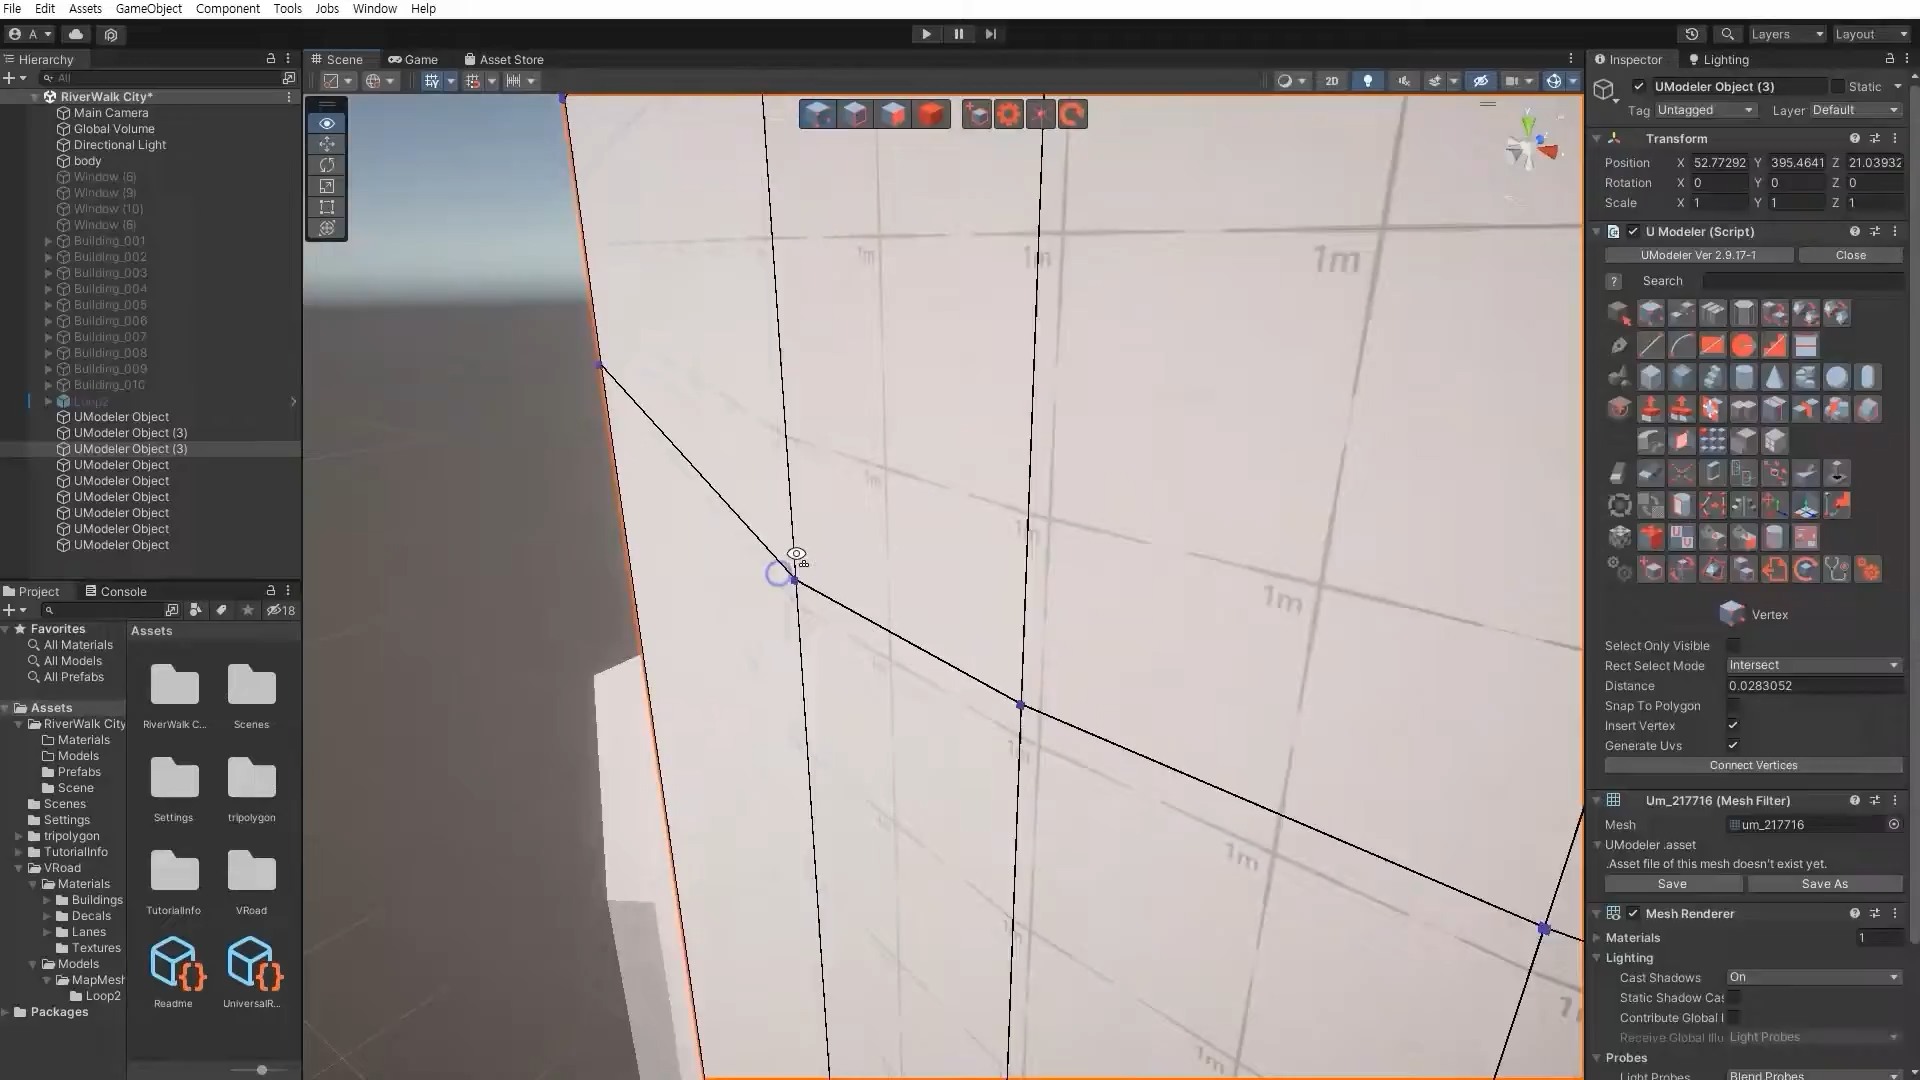 File Edit Assets GameObject Component Tools Jobs Window Help
A
Layers
Layout
Hierarchy
All
RiverWalk City*
Main Camera
Global Volume
Directional Light
body
Window (6)
Window (9)
Window (10)
Window (6)
Building_001
Building_002
Building_003
Building_004
Building_005
Building_006
Building_007
Building_008
Building_009
Building_010
Loop2
UModeler Object
UModeler Object (3)
UModeler Object (3)
UModeler Object
UModeler Object
UModeler Object
UModeler Object
UModeler Object
UModeler Object
Scene
Game
Asset Store
2D
1m
1m
1m
1m
1m
1m
1m
1m
1m
1m
Project
Console
18
Favorites
All Materials
All Models
All Prefabs
Assets
RiverWalk City
Materials
Models
Prefabs
Scene
Scenes
Settings
tripolygon
TutorialInfo
VRoad
Materials
Buildings
Decals
Lanes
Textures
Models
MapMesh
Loop2
Packages
Assets
RiverWalk C...
Scenes
Settings
tripolygon
TutorialInfo
VRoad
Readme
UniversalR...
Inspector
Lighting
UModeler Object (3)
Static
Tag Untagged
Layer Default
Transform
Position X 52.77292 Y 395.4641 Z 21.03932
Rotation X 0 Y 0 Z 0
Scale X 1 Y 1 Z 1
U Modeler (Script)
UModeler Ver 2.9.17-1
Close
? Search
Vertex
Select Only Visible
Rect Select Mode Intersect
Distance 0.0283052
Snap To Polygon
Insert Vertex
Generate Uvs
Connect Vertices
Um_217716 (Mesh Filter)
Mesh um_217716
UModeler .asset
.Asset file of this mesh doesn't exist yet.
Save
Save As
Mesh Renderer
Materials 1
Lighting
Cast Shadows On
Static Shadow Cas
Contribute Global I
Receive Global Illu Light Probes
Probes
Light Probes Blend Probes